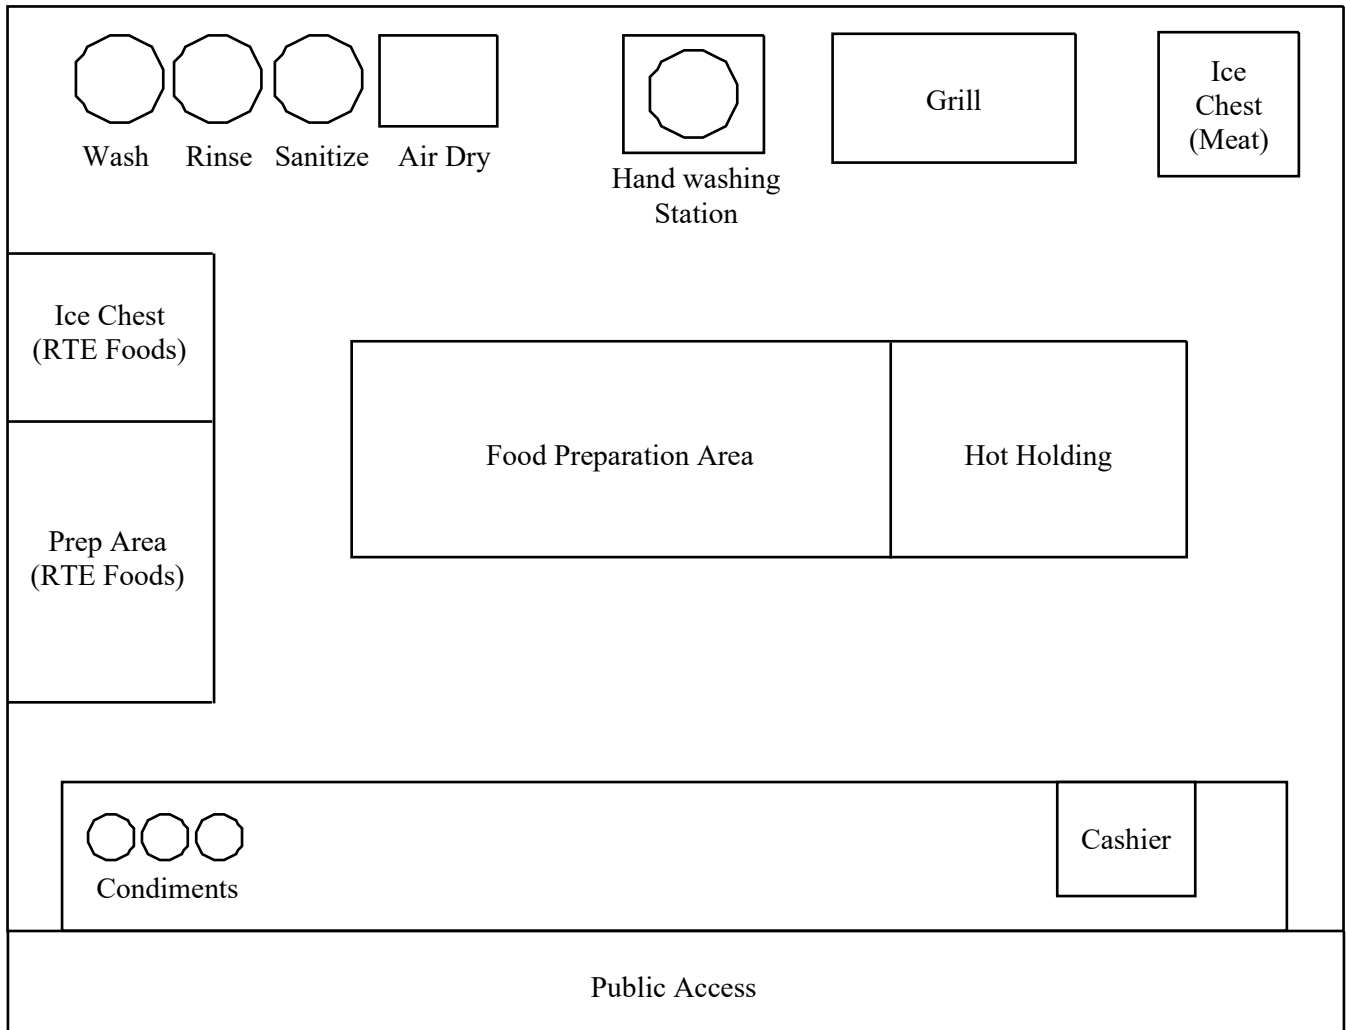 Wash
Rinse
Sanitize
Air Dry
Hand washing
Station
Grill
Ice
Chest
(Meat)
Ice Chest
(RTE Foods)
Food Preparation Area
Hot Holding
Prep Area
(RTE Foods)
Condiments
Cashier
Public Access